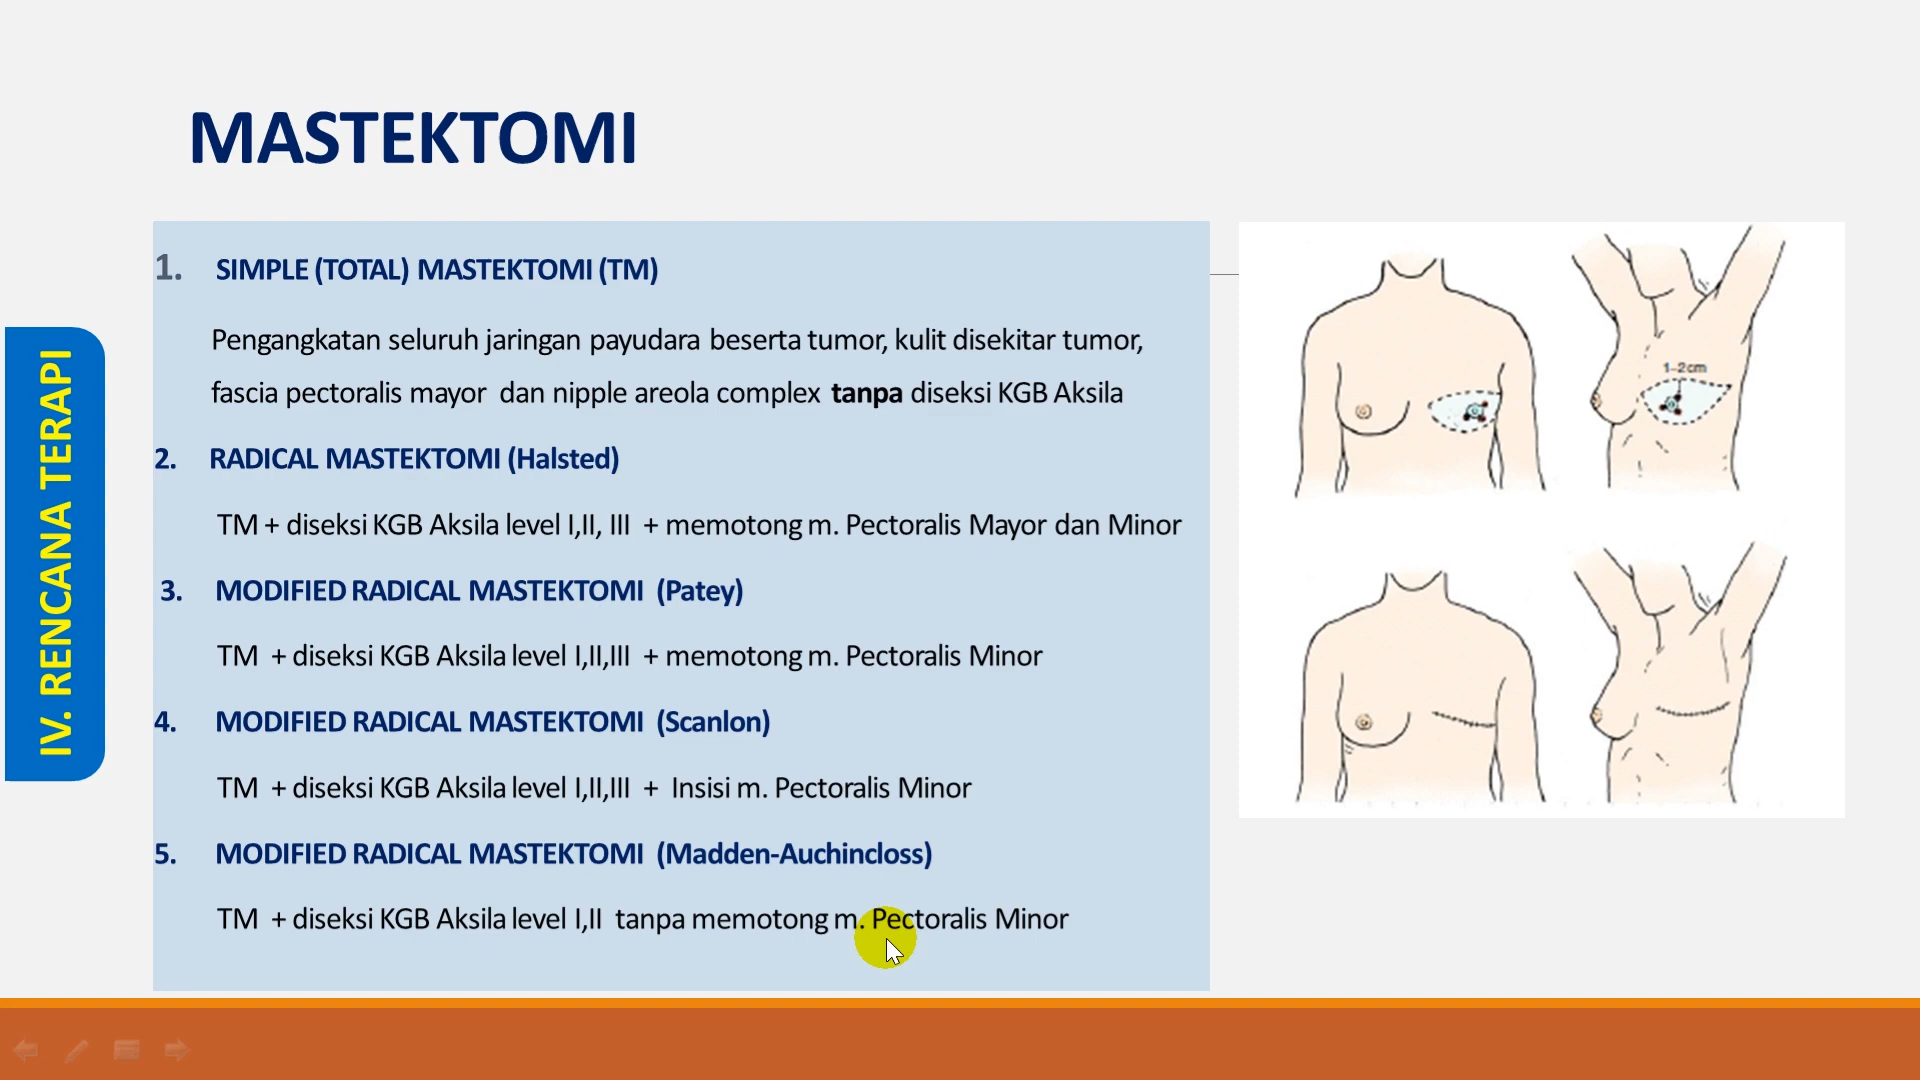 MASTEKTOMI
IV. RENCANA TERAPI
1. SIMPLE (TOTAL) MASTEKTOMI (TM)
Pengangkatan seluruh jaringan payudara beserta tumor, kulit disekitar tumor,
fascia pectoralis mayor dan nipple areola complex tanpa diseksi KGB Aksila
2. RADICAL MASTEKTOMI (Halsted)
TM + diseksi KGB Aksila level I,II, III + memotong m. Pectoralis Mayor dan Minor
3. MODIFIED RADICAL MASTEKTOMI (Patey)
TM + diseksi KGB Aksila level I,II,III + memotong m. Pectoralis Minor
4. MODIFIED RADICAL MASTEKTOMI (Scanlon)
TM + diseksi KGB Aksila level I,II,III + Insisi m. Pectoralis Minor
5. MODIFIED RADICAL MASTEKTOMI (Madden-Auchincloss)
TM + diseksi KGB Aksila level I,II tanpa memotong m. Pectoralis Minor
1–2cm